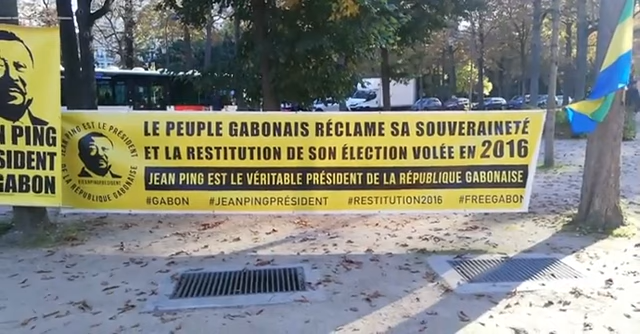 AN PING
ÉSIDENT
GABON
JEAN PING EST LE PRÉSIDENT
DE LA RÉPUBLIQUE GABONAISE
LE PEUPLE GABONAIS RÉCLAME SA SOUVERAINETÉ
ET LA RESTITUTION DE SON ÉLECTION VOLÉE EN 2016
JEAN PING EST LE VÉRITABLE PRÉSIDENT DE LA RÉPUBLIQUE GABONAISE
#GABON #JEANPINGPRÉSIDENT #RESTITUTION2016 #FREEGABON